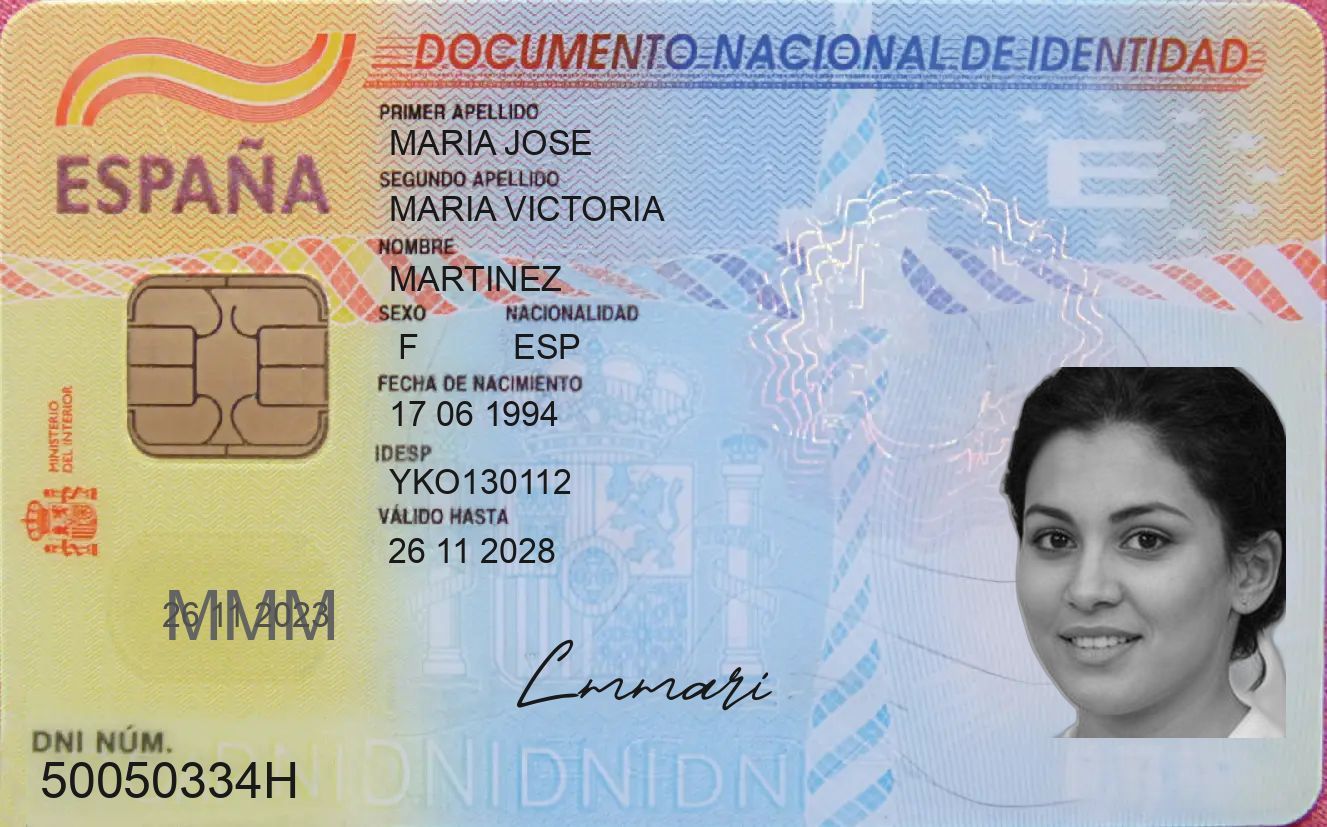 DOCUMENTO NACIONAL DE IDENTIDAD
ESPAÑA
PRIMER APELLIDO
MARIA JOSE
SEGUNDO APELLIDO
MARIA VICTORIA
NOMBRE
MARTINEZ
SEXO NACIONALIDAD
F ESP
FECHA DE NACIMIENTO
17 06 1994
IDESP
YKO130112
VÁLIDO HASTA
26 11 2028
MINISTERIO
DEL INTERIOR
E
26 11 2023
MMM
Lmmari
DNI NÚM.
50050334H
DNIDNIDNIDNI